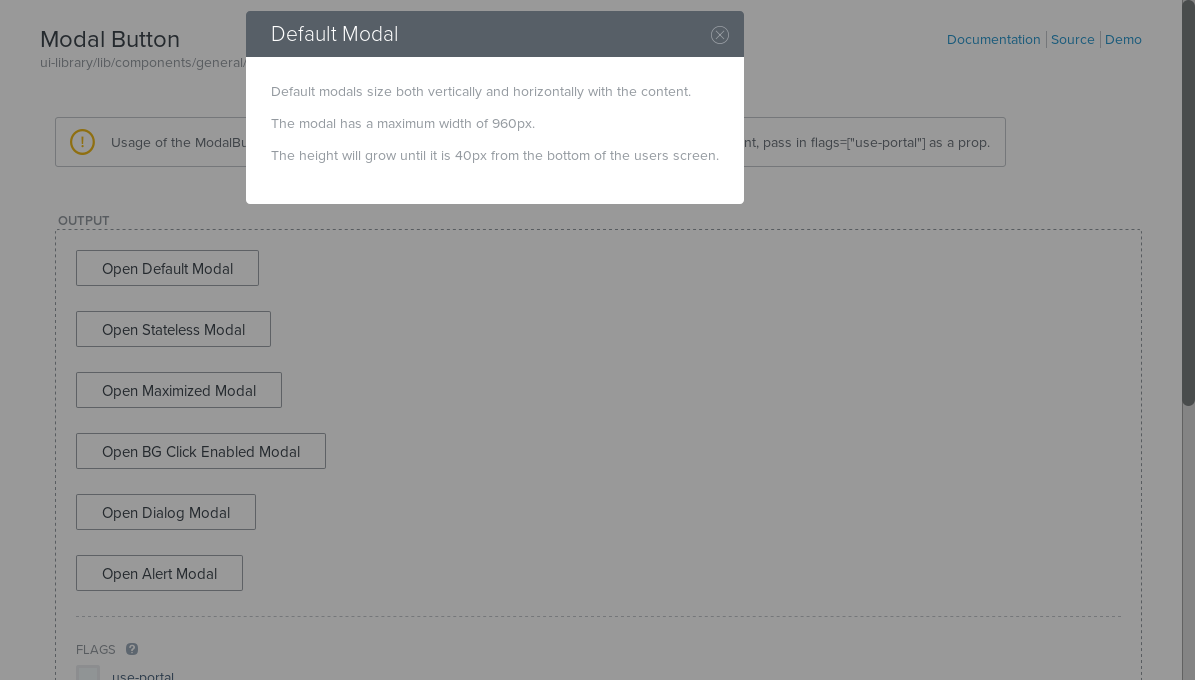 Default Modal
Modal Button
Documentation Source Demo
ui-library/lib/components/general/
Default modals size both vertically and horizontally with the content.
The modal has a maximum width of 960px.
Usage of the ModalBu nt, pass in flags=["use-portal"] as a prop.
The height will grow until it is 40px from the bottom of the users screen.
OUTPUT
Open Default Modal
Open Stateless Modal
Open Maximized Modal
Open BG Click Enabled Modal
Open Dialog Modal
Open Alert Modal
FLAGS ?
use-portal